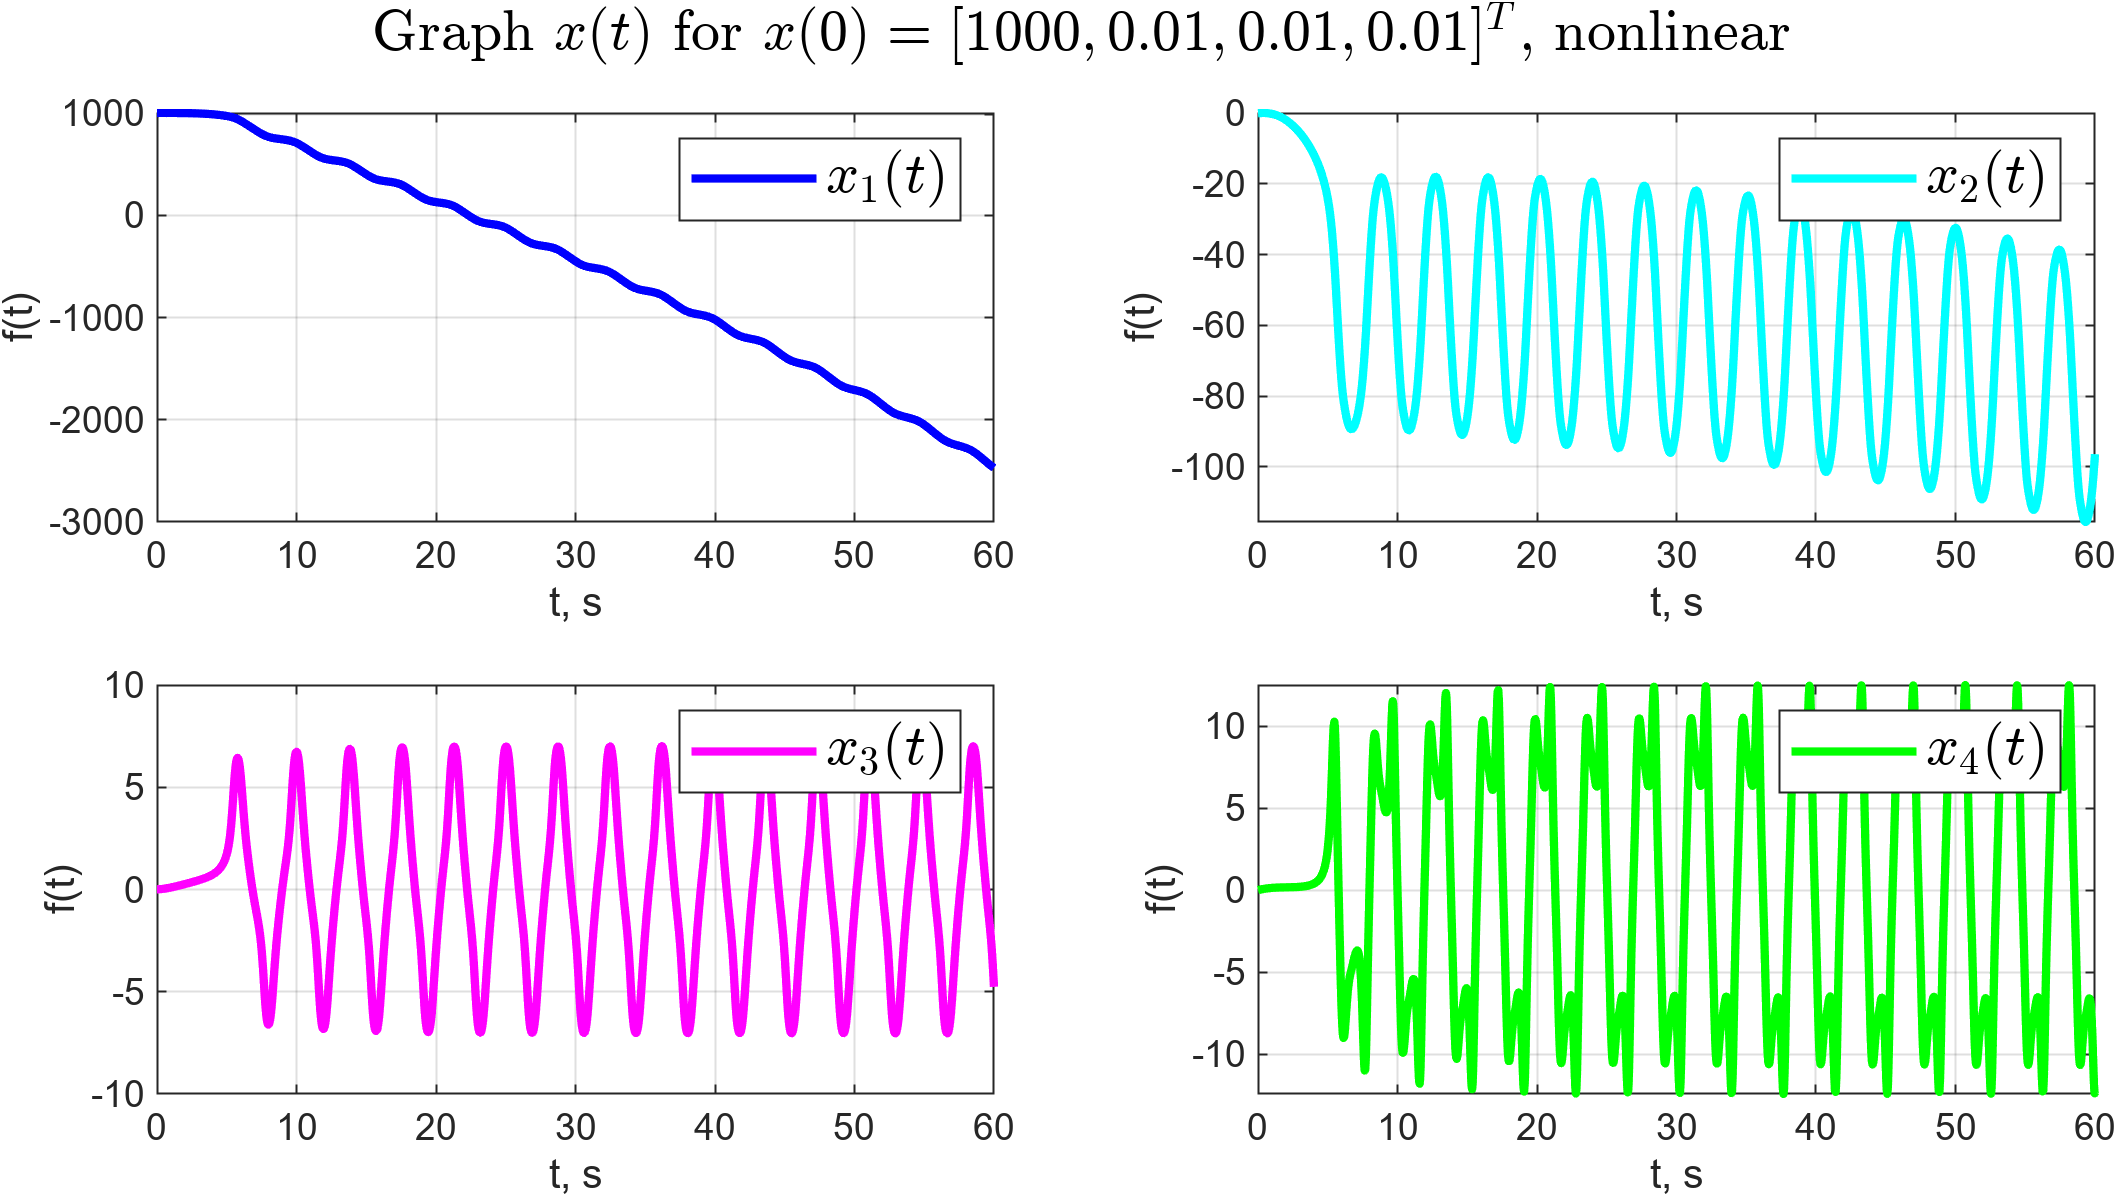 Graph x(t) for x(0) = [1000, 0.01, 0.01, 0.01]^T, nonlinear
1000
0
-1000
-2000
-3000
f(t)
0 10 20 30 40 50 60
t, s
x_1(t)
0
-20
-40
-60
-80
-100
f(t)
0 10 20 30 40 50 60
t, s
x_2(t)
10
5
0
-5
-10
f(t)
0 10 20 30 40 50 60
t, s
x_3(t)
10
5
0
-5
-10
f(t)
0 10 20 30 40 50 60
t, s
x_4(t)